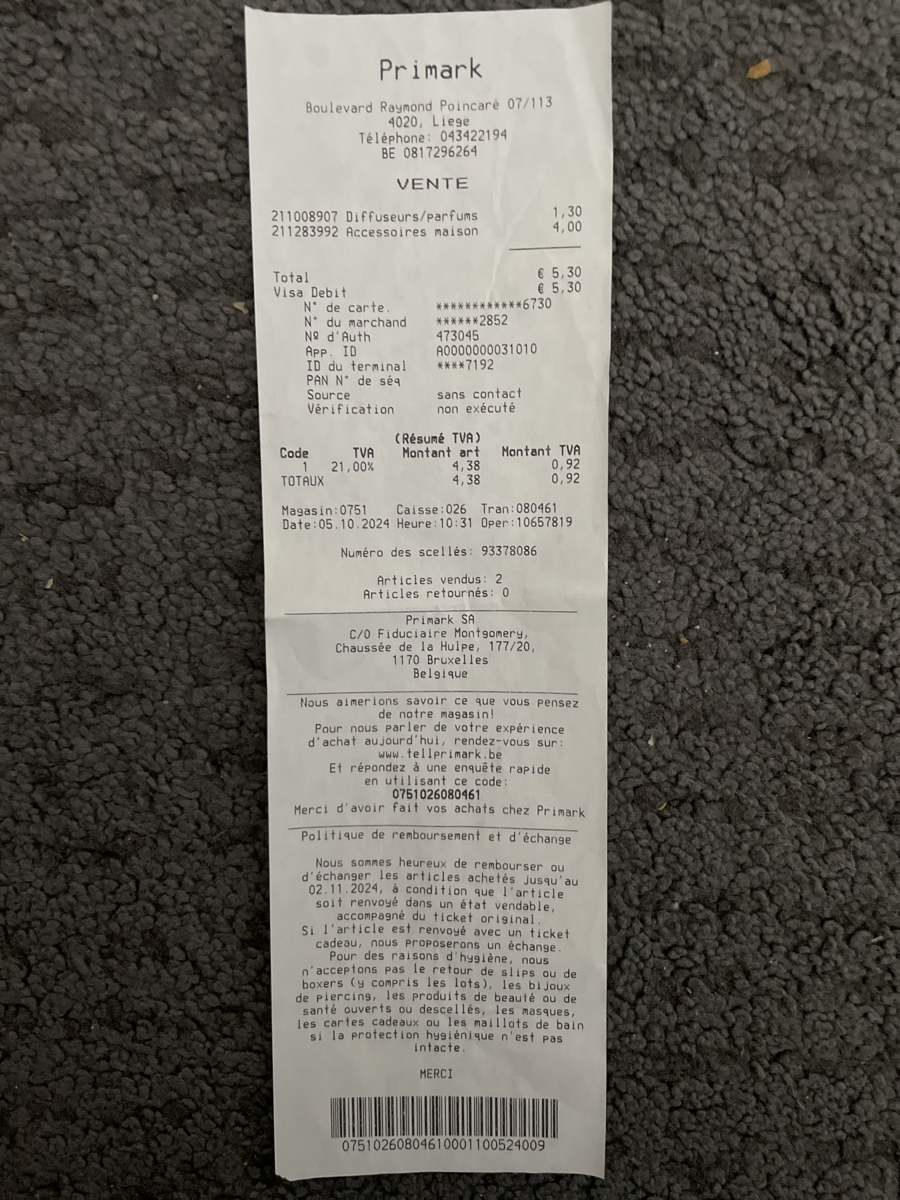 Primark
Boulevard Raymond Poincaré 07/113
4020, Liege
Téléphone: 043422194
BE 0817296264
VENTE
211008907 Diffuseurs/parfums 1,30
211283992 Accessoires maison 4,00
Total € 5,30
Visa Debit € 5,30
N° de carte. ************6730
N° du marchand ******2852
Nº d'Auth 473045
App. ID A0000000031010
ID du terminal ****7192
PAN N° de séq
Source sans contact
Vérification non exécuté
(Résumé TVA)
Code TVA Montant art Montant TVA
1 21,00% 4,38 0,92
TOTAUX 4,38 0,92
Magasin:0751 Caisse:026 Tran:080461
Date:05.10.2024 Heure:10:31 Oper:10657819
Numéro des scellés: 93378086
Articles vendus: 2
Articles retournés: 0
Primark SA
C/O Fiduciaire Montgomery,
Chaussée de la Hulpe, 177/20,
1170 Bruxelles
Belgique
Nous aimerions savoir ce que vous pensez
de notre magasin!
Pour nous parler de votre expérience
d'achat aujourd'hui, rendez-vous sur:
www.tellprimark.be
Et répondez à une enquête rapide
en utilisant ce code:
0751026080461
Merci d'avoir fait vos achats chez Primark
Politique de remboursement et d'échange
Nous sommes heureux de rembourser ou
d'échanger les articles achetés jusqu'au
02.11.2024, à condition que l'article
soit renvoyé dans un état vendable,
accompagné du ticket original.
Si l'article est renvoyé avec un ticket
cadeau, nous proposerons un échange.
Pour des raisons d'hygiène, nous
n'acceptons pas le retour de slips ou de
boxers (y compris les lots), les bijoux
de piercing, les produits de beauté ou de
santé ouverts ou descellés, les masques,
les cartes cadeaux ou les maillots de bain
si la protection hygiénique n'est pas
intacte.
MERCI
07510260804610001100524009